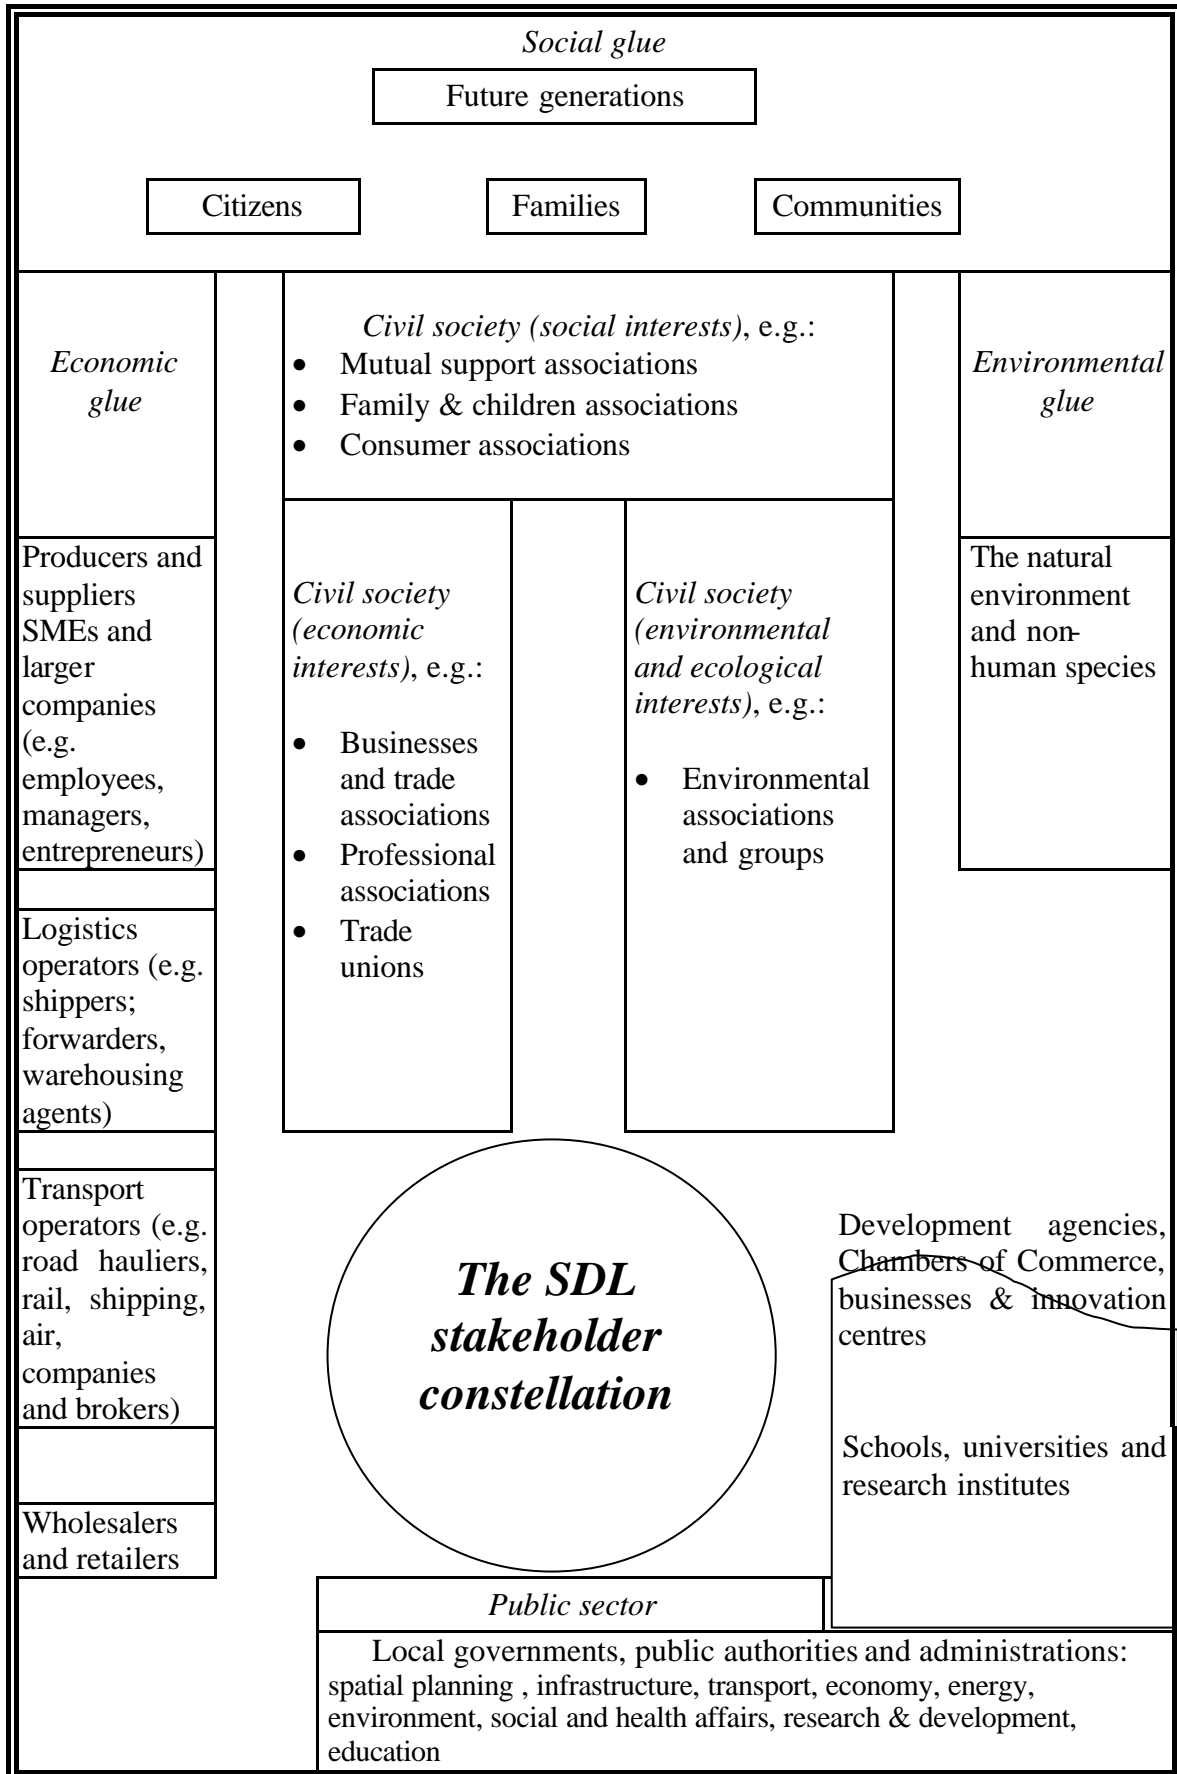 Social glue
Future generations
Citizens
Families
Communities
Economic
glue
Civil society (social interests), e.g.:
• Mutual support associations
• Family & children associations
• Consumer associations
Environmental
glue
Producers and
suppliers
SMEs and
larger
companies
(e.g.
employees,
managers,
entrepreneurs)
Civil society
(economic
interests), e.g.:
• Businesses
and trade
associations
• Professional
associations
• Trade
unions
Civil society
(environmental
and ecological
interests), e.g.:
• Environmental
associations
and groups
The natural
environment
and non-
human species
Logistics
operators (e.g.
shippers;
forwarders,
warehousing
agents)
Transport
operators (e.g.
road hauliers,
rail, shipping,
air,
companies
and brokers)
Wholesalers
and retailers
The SDL
stakeholder
constellation
Development agencies,
Chambers of Commerce,
businesses & innovation
centres
Schools, universities and
research institutes
Public sector
Local governments, public authorities and administrations:
spatial planning , infrastructure, transport, economy, energy,
environment, social and health affairs, research & development,
education